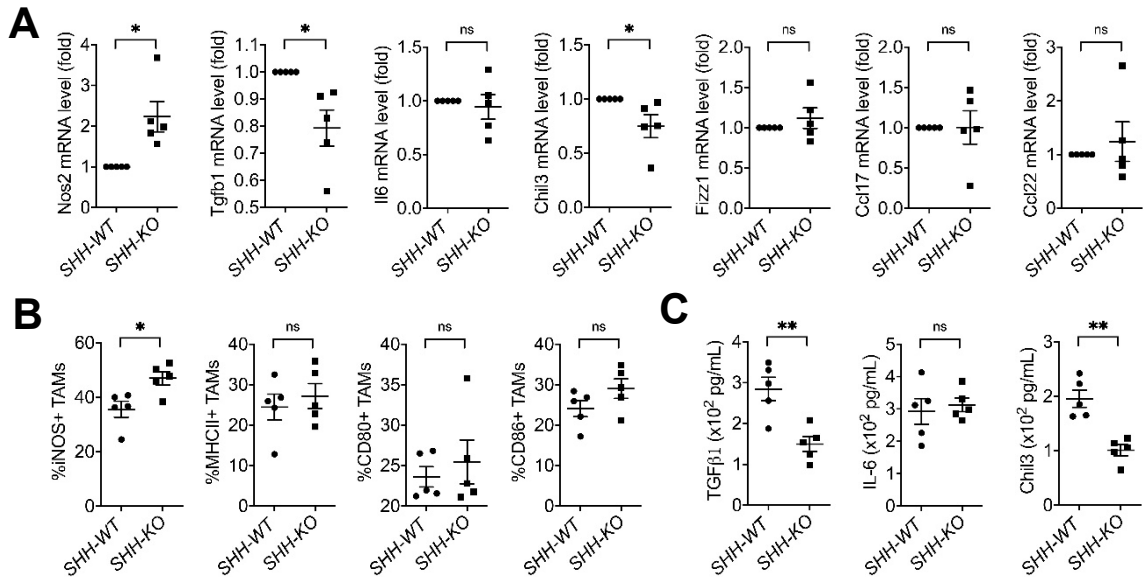 A
Nos2 mRNA level (fold)
4
3
2
1
0
*
SHH-WT
SHH-KO
Tgfb1 mRNA level (fold)
1.1
1.0
0.9
0.8
0.7
0.6
0.5
*
SHH-WT
SHH-KO
Il6 mRNA level (fold)
1.5
1.0
0.5
0.0
ns
SHH-WT
SHH-KO
Chil3 mRNA level (fold)
1.5
1.0
0.5
0.0
*
SHH-WT
SHH-KO
Fizz1 mRNA level (fold)
2.0
1.5
1.0
0.5
0.0
ns
SHH-WT
SHH-KO
Ccl17 mRNA level (fold)
2.0
1.5
1.0
0.5
0.0
ns
SHH-WT
SHH-KO
Ccl22 mRNA level (fold)
3
2
1
0
ns
SHH-WT
SHH-KO
B
%iNOS+ TAMs
60
40
20
0
*
SHH-WT
SHH-KO
%MHCII+ TAMs
40
30
20
10
0
ns
SHH-WT
SHH-KO
%CD80+ TAMs
40
35
30
25
20
ns
SHH-WT
SHH-KO
%CD86+ TAMs
40
30
20
10
0
ns
SHH-WT
SHH-KO
C
TGFβ1 (x10² pg/mL)
4
3
2
1
0
**
SHH-WT
SHH-KO
IL-6 (x10² pg/mL)
5
4
3
2
1
0
ns
SHH-WT
SHH-KO
Chil3 (x10² pg/mL)
3
2
1
0
**
SHH-WT
SHH-KO